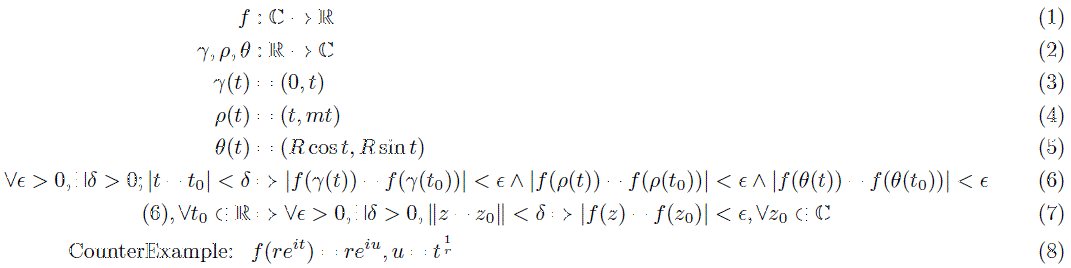 f : ℂ → ℝ (1)
γ, ρ, θ : ℝ → ℂ (2)
γ(t) = (0, t) (3)
ρ(t) = (t, mt) (4)
θ(t) = (R cos t, R sin t) (5)
∀ϵ > 0, ∃δ > 0; |t − t₀| < δ ⇒ |f(γ(t)) − f(γ(t₀))| < ϵ ∧ |f(ρ(t)) − f(ρ(t₀))| < ϵ ∧ |f(θ(t)) − f(θ(t₀))| < ϵ (6)
(6), ∀t₀ ∈ ℝ ⇒ ∀ϵ > 0, ∃δ > 0, ‖z − z₀‖ < δ ⇒ |f(z) − f(z₀)| < ϵ, ∀z₀ ∈ ℂ (7)
CounterExample: f(re^{it}) = re^{iu}, u = t^{\frac{1}{r}} (8)